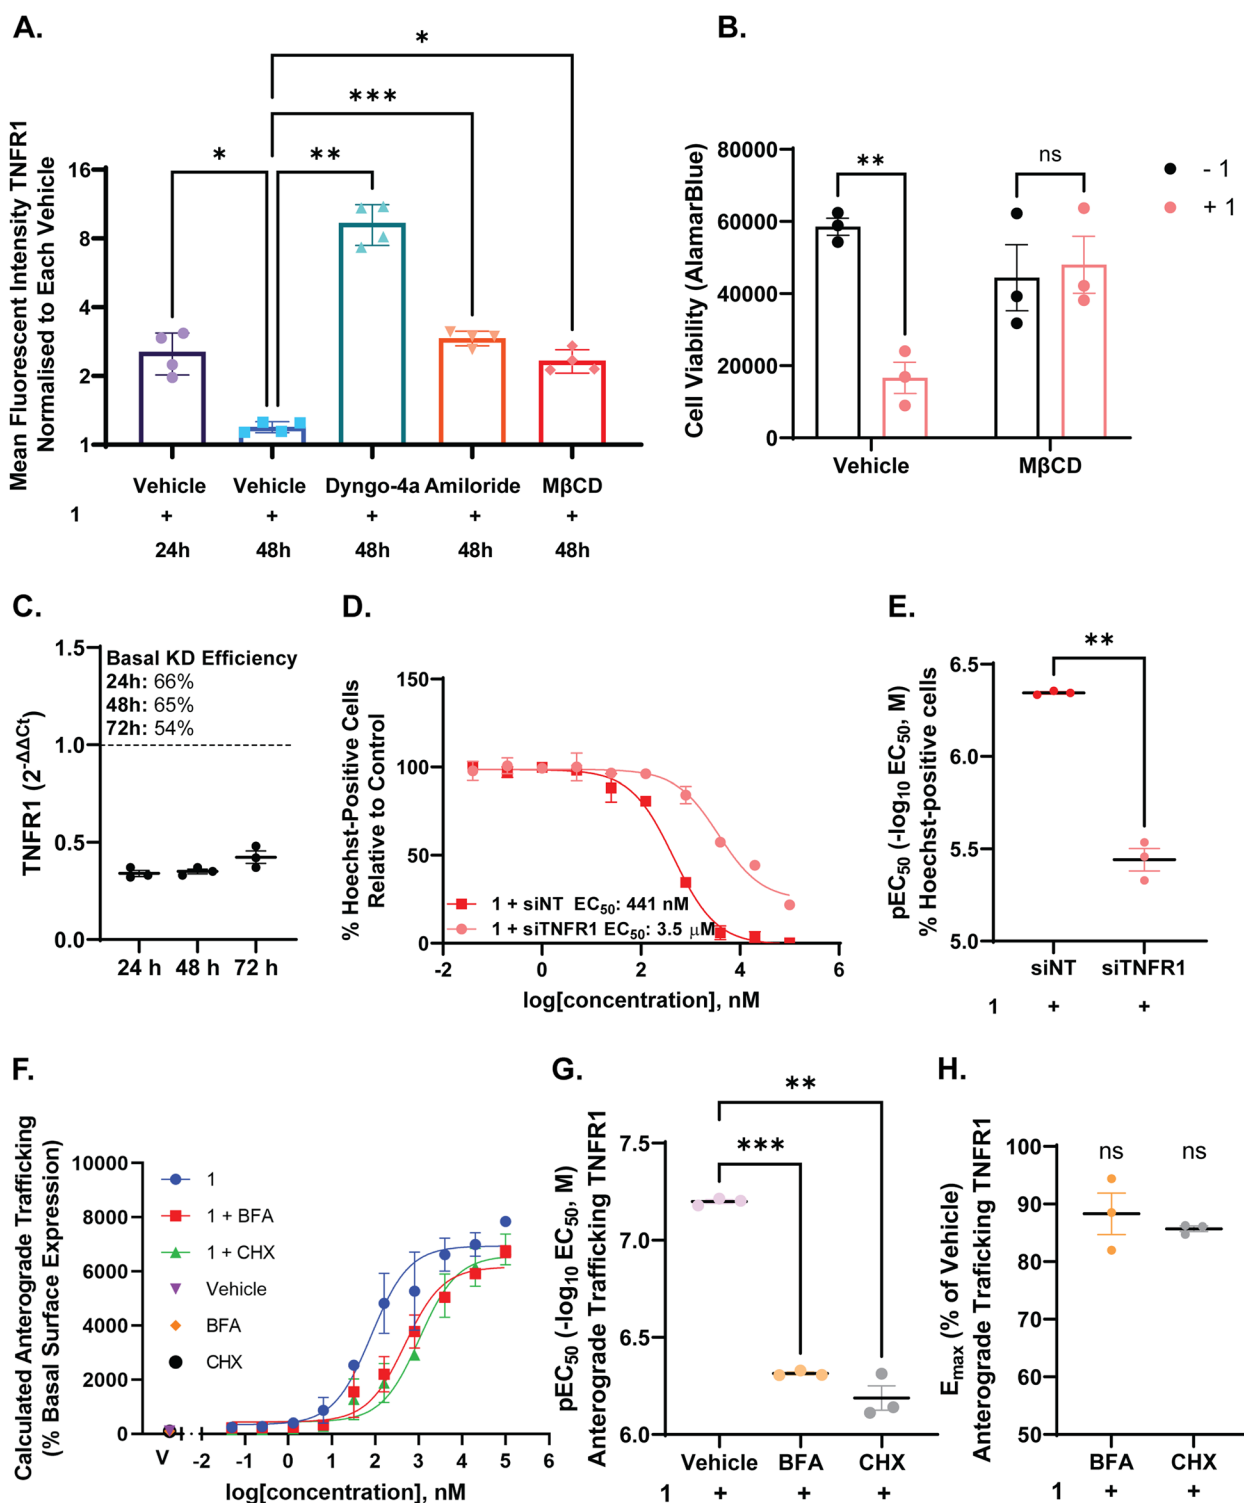 A.
Mean Fluorescent Intensity TNFR1
Normalised to Each Vehicle
16
8
4
2
1
*
**
***
*
Vehicle Vehicle Dyngo-4a Amiloride MβCD
1 + + + + +
24h 48h 48h 48h 48h
B.
Cell Viability (AlamarBlue)
80000
60000
40000
20000
0
**
ns
- 1
+ 1
Vehicle MβCD
C.
TNFR1 (2^-ΔΔCt)
1.5
1.0
0.5
0.0
Basal KD Efficiency
24h: 66%
48h: 65%
72h: 54%
24 h 48 h 72 h
D.
% Hoechst-Positive Cells
Relative to Control
150
100
50
0
1 + siNT EC50: 441 nM
1 + siTNFR1 EC50: 3.5 μM
-2 0 2 4 6
log[concentration], nM
E.
pEC50 (-log10 EC50, M)
% Hoechst-positive cells
6.5
6.0
5.5
5.0
**
siNT siTNFR1
1 + +
F.
Calculated Anterograde Trafficking
(% Basal Surface Expression)
10000
8000
6000
4000
2000
0
1
1 + BFA
1 + CHX
Vehicle
BFA
CHX
V -2 -1 0 1 2 3 4 5 6
log[concentration], nM
G.
pEC50 (-log10 EC50, M)
Anterograde Trafficking TNFR1
7.5
7.0
6.5
6.0
**
***
Vehicle BFA CHX
1 + + +
H.
Emax (% of Vehicle)
Anterograde Traficking TNFR1
100
90
80
70
60
50
ns ns
BFA CHX
1 + +